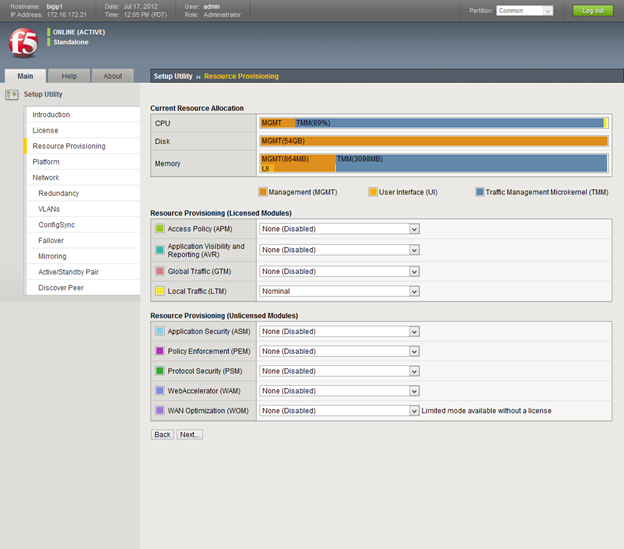 Hostname: bigip1 Date: Jul 17, 2012 User: admin
IP Address: 172.16.172.21 Time: 12:05 PM (PDT) Role: Administrator
Partition: Common Log out
f5
ONLINE (ACTIVE)
Standalone
Main Help About
Setup Utility » Resource Provisioning
Setup Utility
Introduction
License
Resource Provisioning
Platform
Network
Redundancy
VLANs
ConfigSync
Failover
Mirroring
Active/Standby Pair
Discover Peer
Current Resource Allocation
CPU MGMT TMM(89%)
Disk MGMT(54GB)
Memory MGMT(864MB) TMM(3098MB)
UI
Management (MGMT) User Interface (UI) Traffic Management Microkernel (TMM)
Resource Provisioning (Licensed Modules)
Access Policy (APM) None (Disabled)
Application Visibility and
Reporting (AVR) None (Disabled)
Global Traffic (GTM) None (Disabled)
Local Traffic (LTM) Nominal
Resource Provisioning (Unlicensed Modules)
Application Security (ASM) None (Disabled)
Policy Enforcement (PEM) None (Disabled)
Protocol Security (PSM) None (Disabled)
WebAccelerator (WAM) None (Disabled)
WAN Optimization (WOM) None (Disabled) Limited mode available without a license
Back Next...